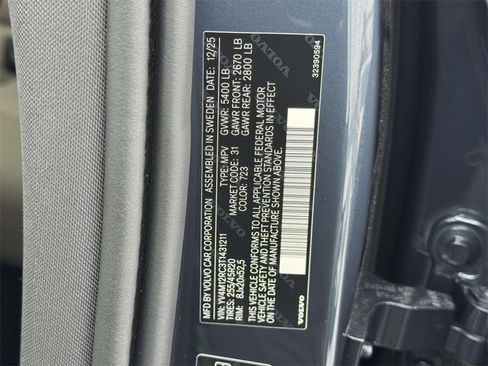 MFD BY VOLVO CAR CORPORATION ASSEMBLED IN SWEDEN DATE: 12/25
VIN: YV4M12RC3T1431211 TYPE: MPV GVWR: 5400 LB
TIRES: 255/45R20 MARKET CODE: 31 GAWR FRONT: 2670 LB
RIM: 8Jx20x52,5 COLOR: 723 GAWR REAR: 2800 LB
THIS VEHICLE CONFORMS TO ALL APPLICABLE FEDERAL MOTOR
VEHICLE SAFETY AND THEFT PREVENTION STANDARDS IN EFFECT
ON THE DATE OF MANUFACTURE SHOWN ABOVE.
VOLVO
32390594
VOLVO